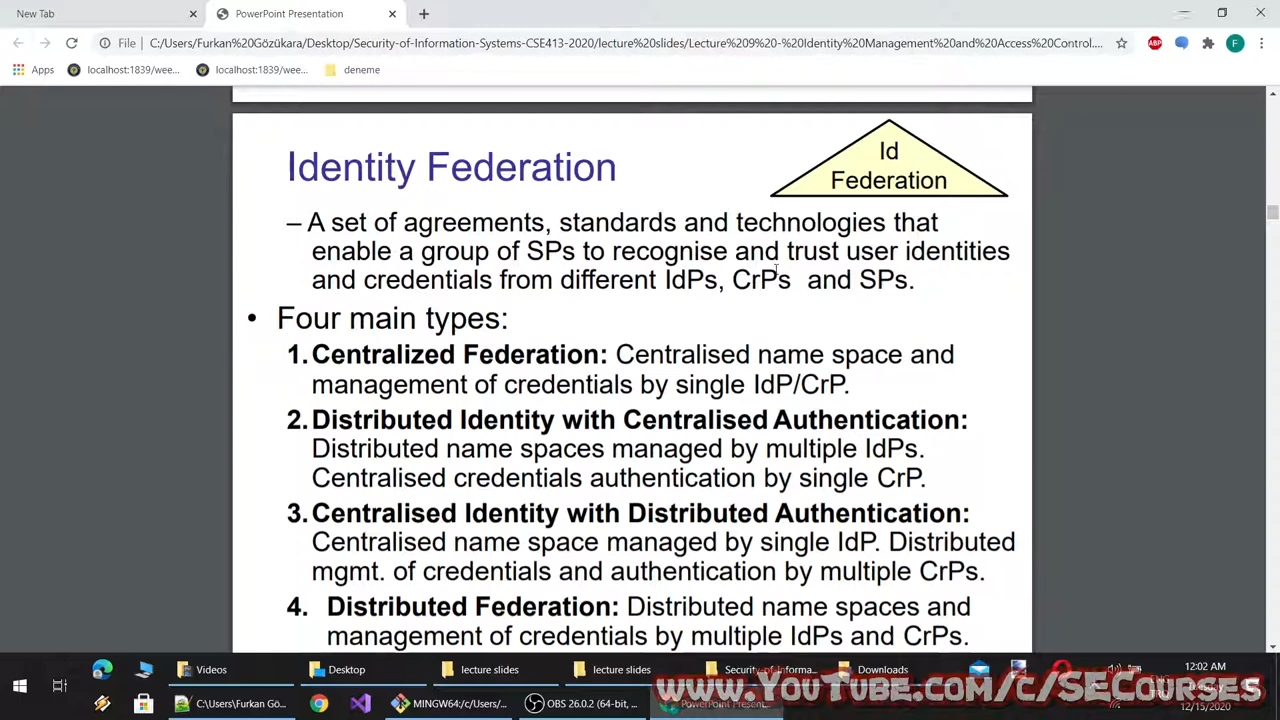 New Tab
PowerPoint Presentation
File
C:/Users/Furkan%20Gözükara/Desktop/Security-of-Information-Systems-CSE413-2020/lecture%20slides/Lecture%209%20-%20Identity%20Management%20and%20Access%20Control....
ABP
F
Apps
localhost:1839/wee...
localhost:1839/wee...
deneme
Identity Federation
Id
Federation
– A set of agreements, standards and technologies that
enable a group of SPs to recognise and trust user identities
and credentials from different IdPs, CrPs and SPs.
• Four main types:
1. Centralized Federation: Centralised name space and
management of credentials by single IdP/CrP.
2. Distributed Identity with Centralised Authentication:
Distributed name spaces managed by multiple IdPs.
Centralised credentials authentication by single CrP.
3. Centralised Identity with Distributed Authentication:
Centralised name space managed by single IdP. Distributed
mgmt. of credentials and authentication by multiple CrPs.
4. Distributed Federation: Distributed name spaces and
management of credentials by multiple IdPs and CrPs.
Videos
Desktop
lecture slides
lecture slides
Security-of-Informa...
Downloads
12:02 AM
Tuesday
12/15/2020
C:\Users\Furkan Gö...
MINGW64:/c/Users/...
OBS 26.0.2 (64-bit, ...
PowerPoint Present...
www.YouTube.com/c/SECourses